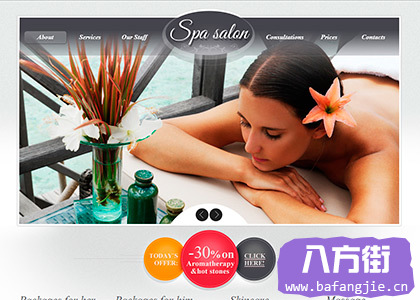 About
Services
Our Staff
Spa salon
Consultations
Prices
Contacts
TODAY'S
OFFER:
-30% on
Aromatherapy
& hot stones
CLICK
HERE!
八方街
www.bafangjie.cn
Packages for her
Packages for him
Skincare
Massage